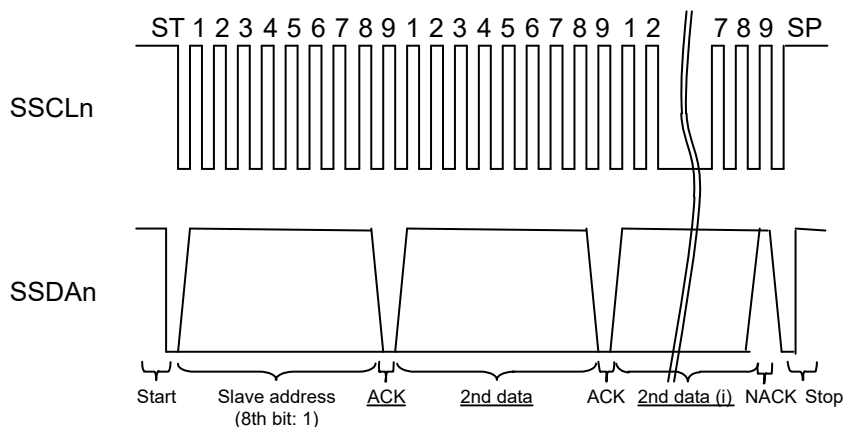 ST 1 2 3 4 5 6 7 8 9 1 2 3 4 5 6 7 8 9 1 2 7 8 9 SP
SSCLn
SSDAn
Start Slave address ACK 2nd data ACK 2nd data (i) NACK Stop
(8th bit: 1)